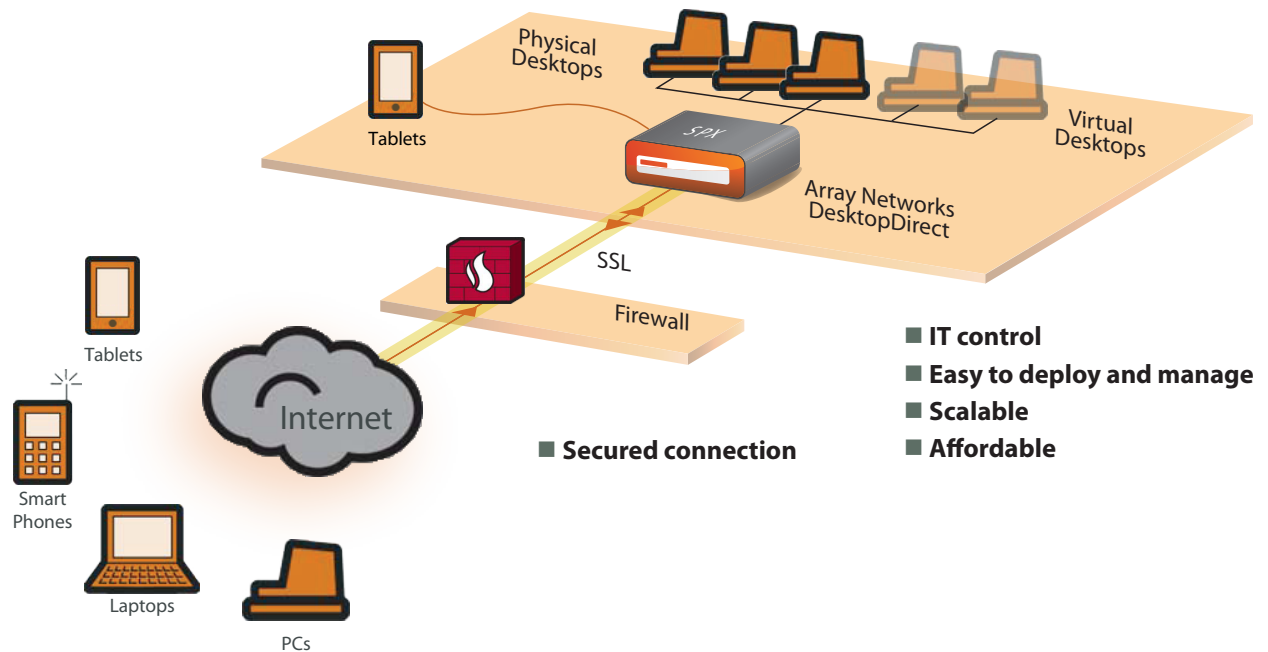 Physical
Desktops
Tablets
SPX
Virtual
Desktops
Array Networks
DesktopDirect
SSL
Firewall
Tablets
Internet
Smart
Phones
Laptops
PCs
Secured connection
IT control
Easy to deploy and manage
Scalable
Affordable